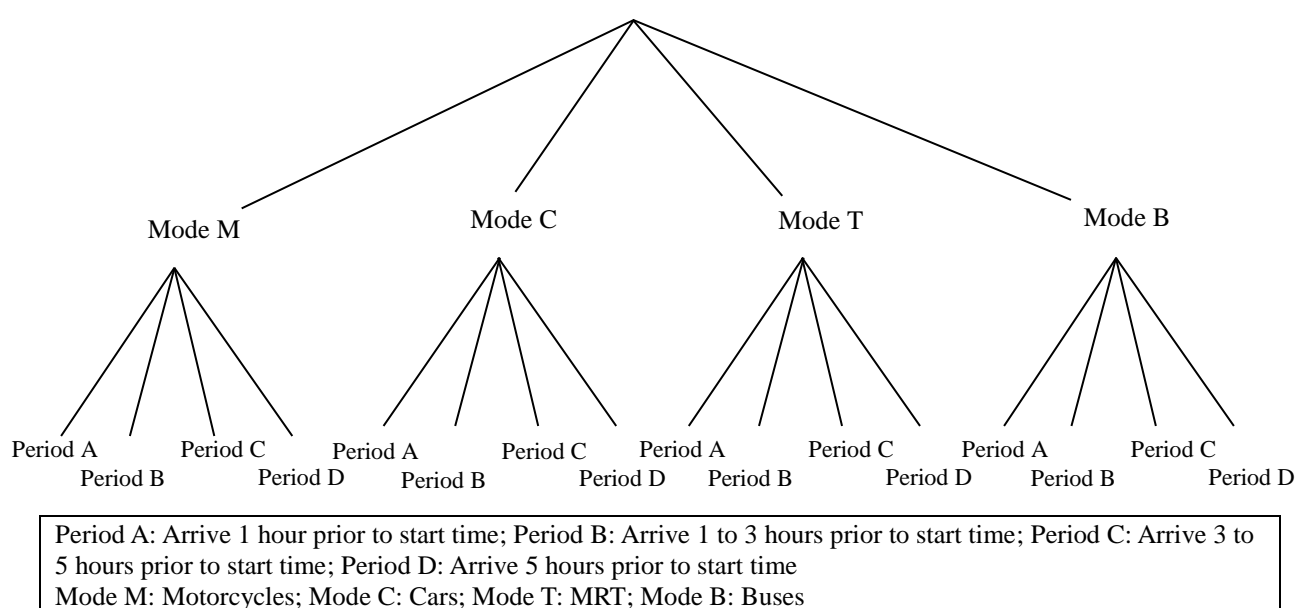 Mode M Mode C Mode T Mode B
Period A Period C Period A Period C Period A Period C Period A Period C
Period B Period D Period B Period D Period B Period D Period B Period D
Period A: Arrive 1 hour prior to start time; Period B: Arrive 1 to 3 hours prior to start time; Period C: Arrive 3 to
5 hours prior to start time; Period D: Arrive 5 hours prior to start time
Mode M: Motorcycles; Mode C: Cars; Mode T: MRT; Mode B: Buses